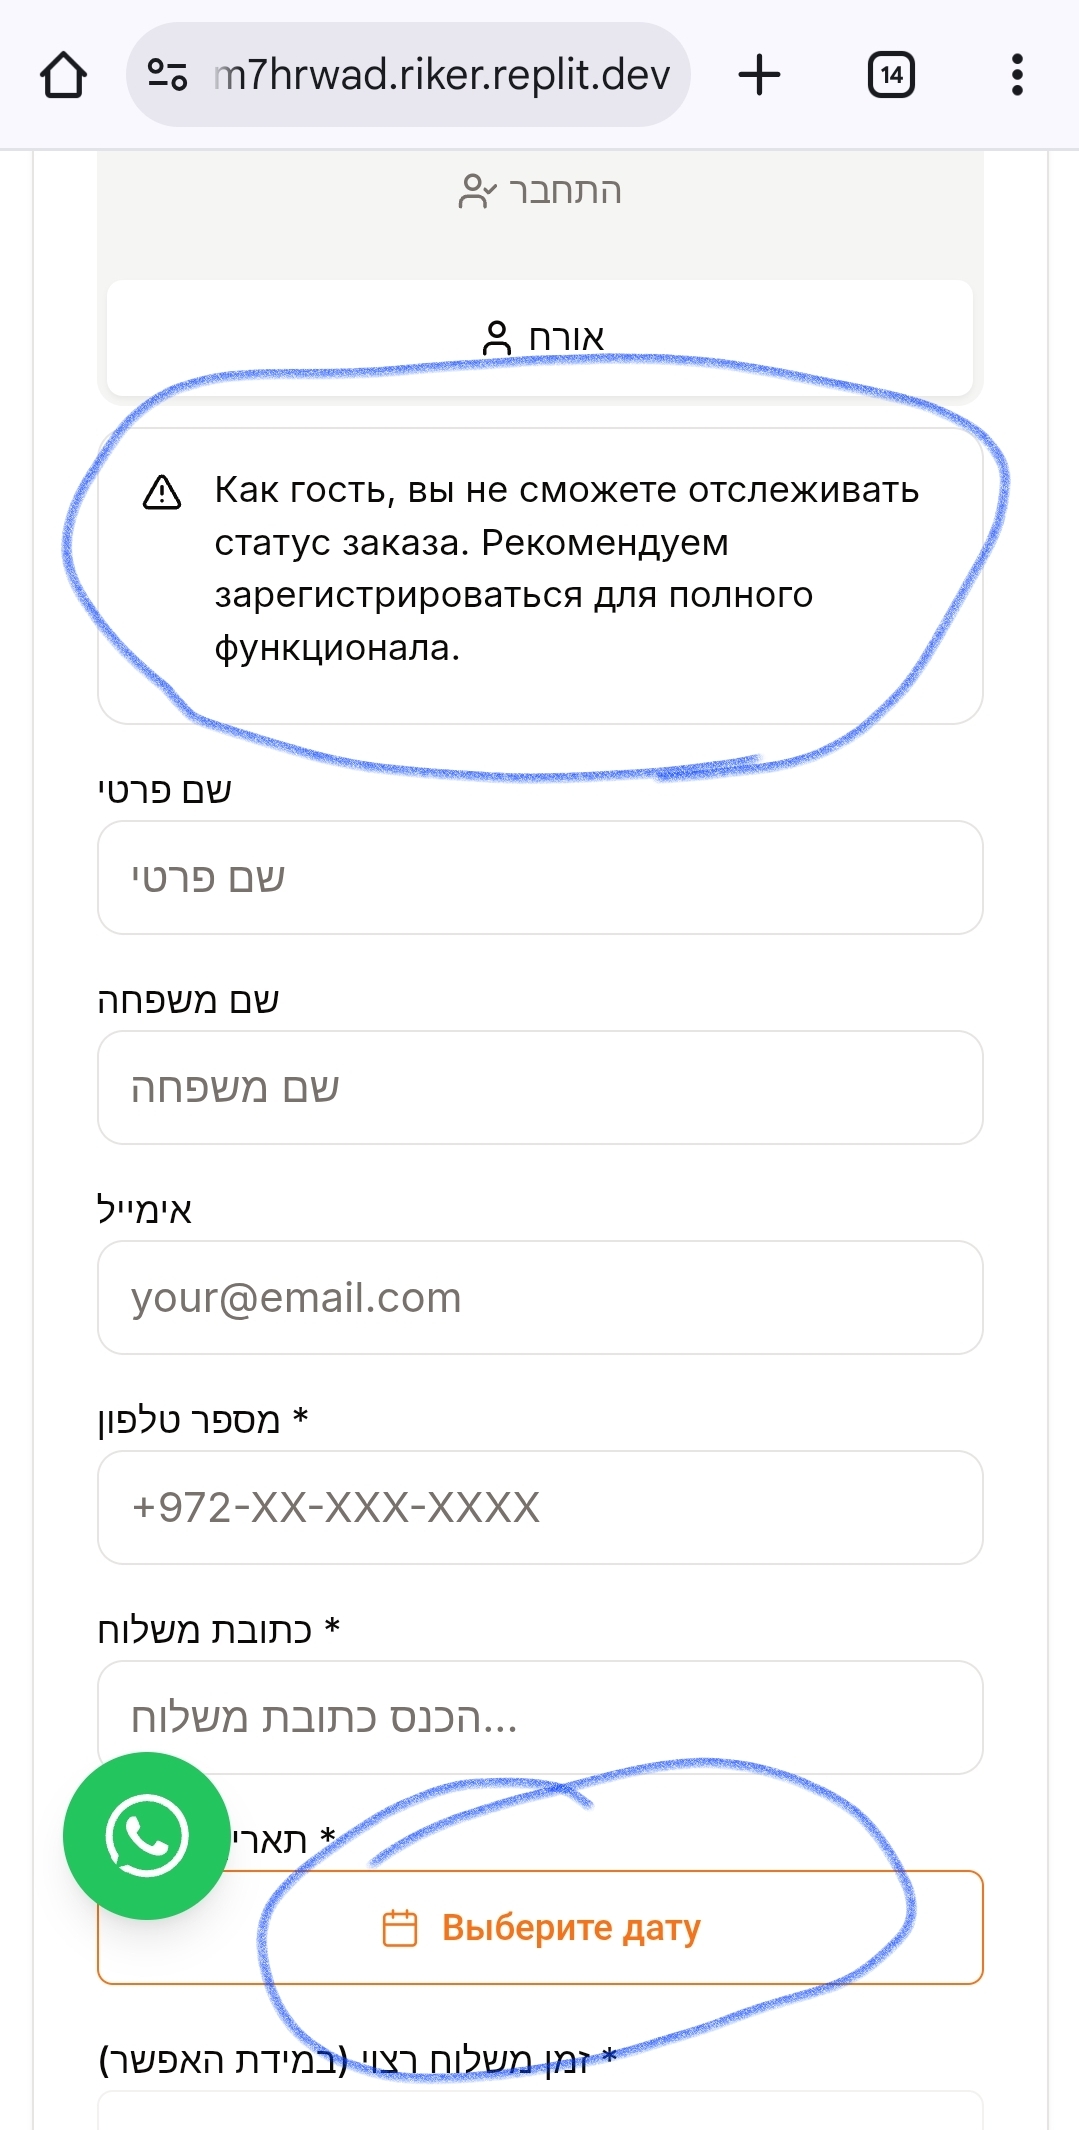 m7hrwad.riker.replit.dev
14
התחבר
אורח
Как гость, вы не сможете отслеживать
статус заказа. Рекомендуем
зарегистрироваться для полного
функционала.
שם פרטי
שם פרטי
שם משפחה
שם משפחה
אימייל
your@email.com
מספר טלפון *
+972-XX-XXX-XXXX
כתובת משלוח *
הכנס כתובת משלוח...
*
Выберите дату
זמן משלוח רצוי (במידת האפשר) *